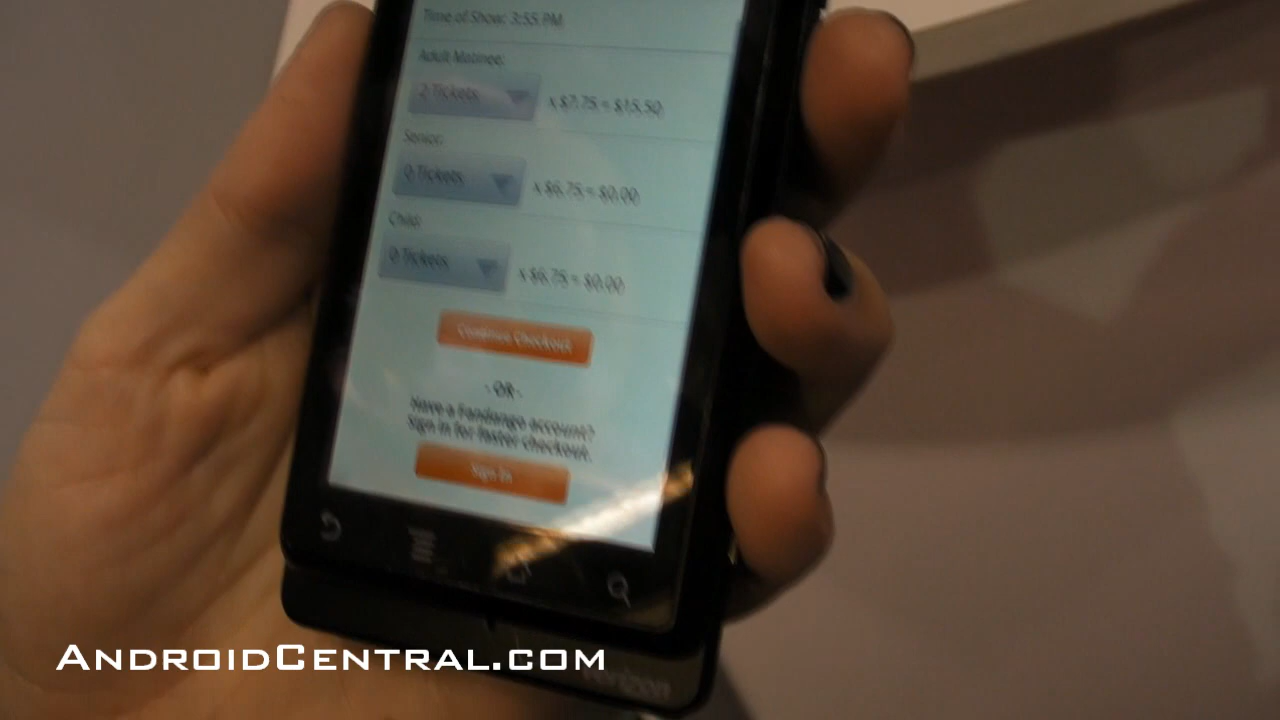 Time of Show: 3:55 PM
Adult Matinee:
2 Tickets x $7.75 = $15.50
Senior:
0 Tickets x $6.75 = $0.00
Child:
0 Tickets x $6.75 = $0.00
Continue Checkout
- OR -
Have a Fandango account?
Sign in for faster checkout.
Sign In
verizon
ANDROIDCENTRAL.COM